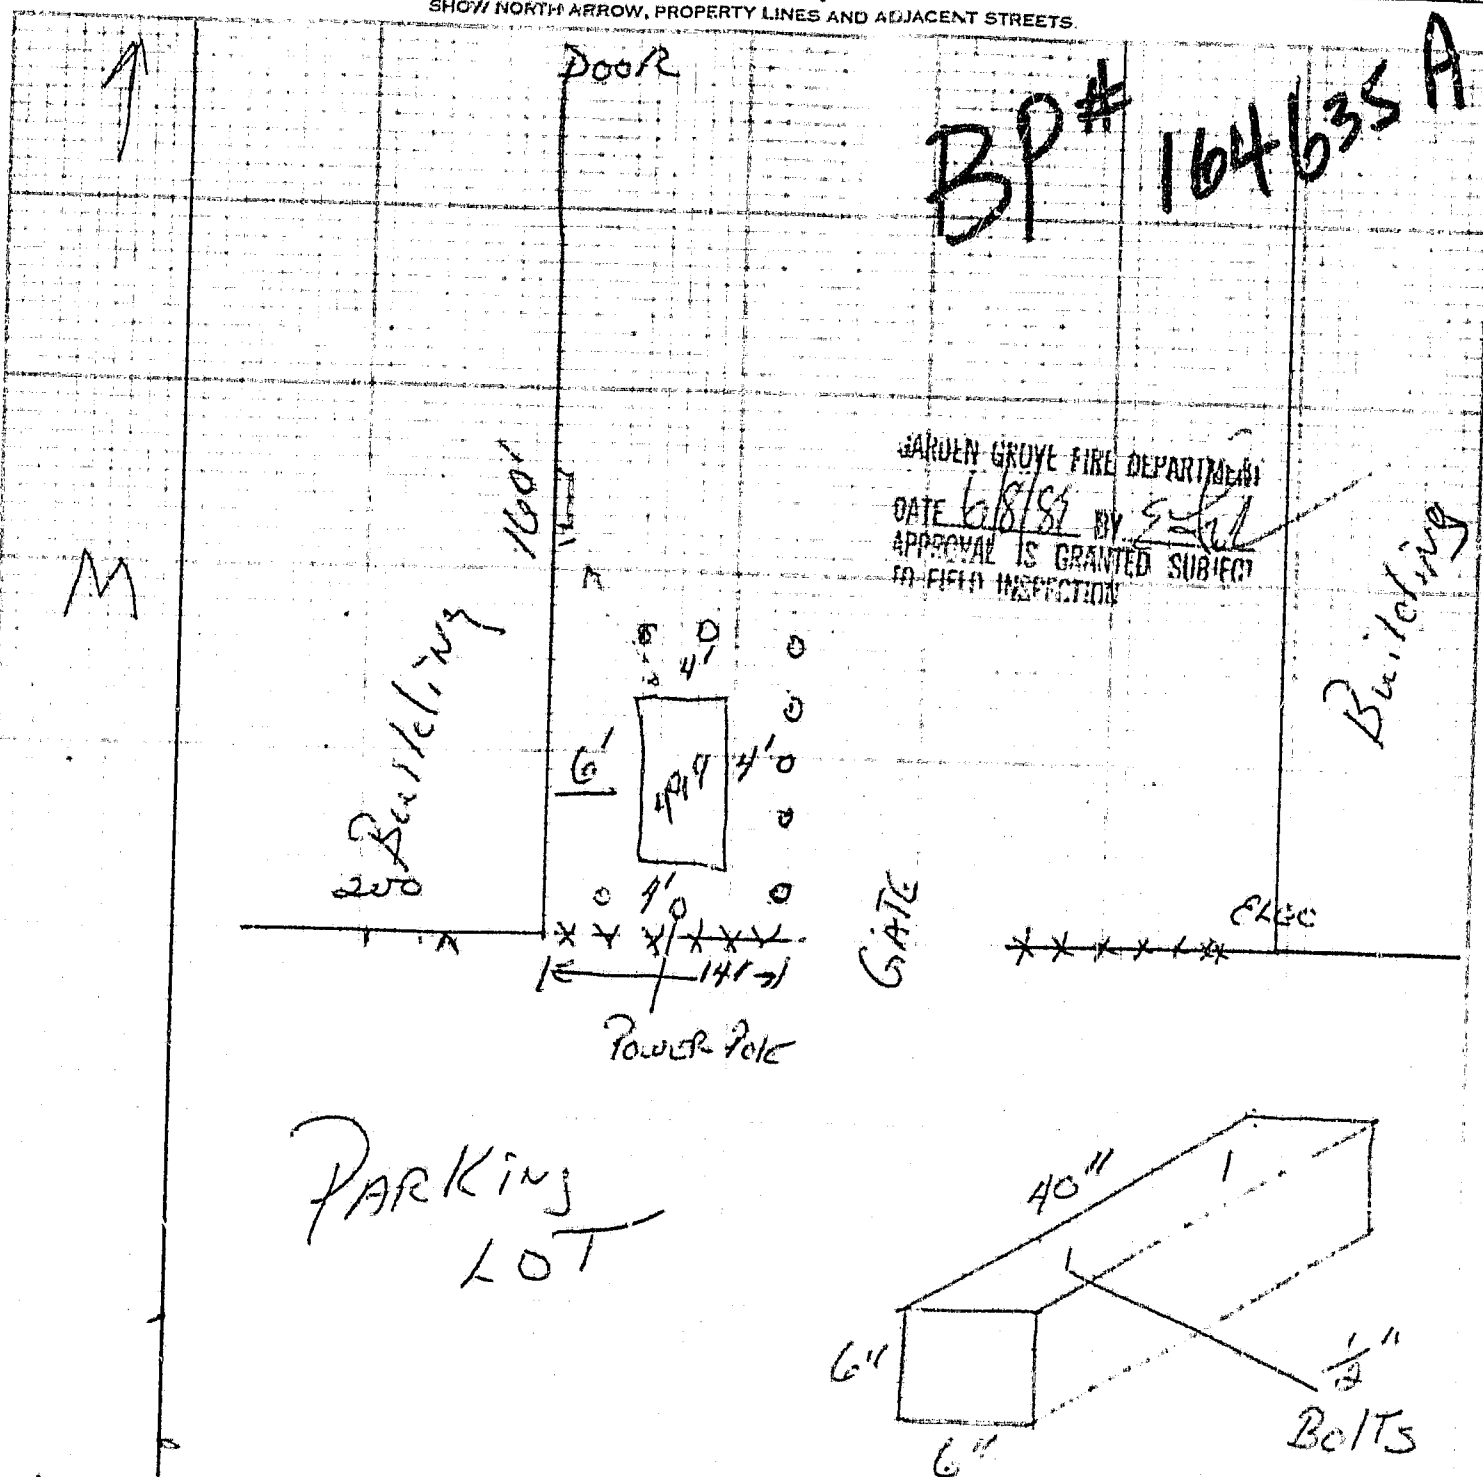 SHOW NORTH ARROW, PROPERTY LINES AND ADJACENT STREETS.
DOOR
BP# 164635 A
160'
GARDEN GROVE FIRE DEPARTMENT
DATE 6/8/89 BY
APPROVAL IS GRANTED SUBJECT
TO FIELD INSPECTION
Building
Building
4'
6'
4'
200
4'
GATE
ELEC
14'
POWER POLE
PARKING
LOT
40"
6"
6"
1/2"
BOLTS